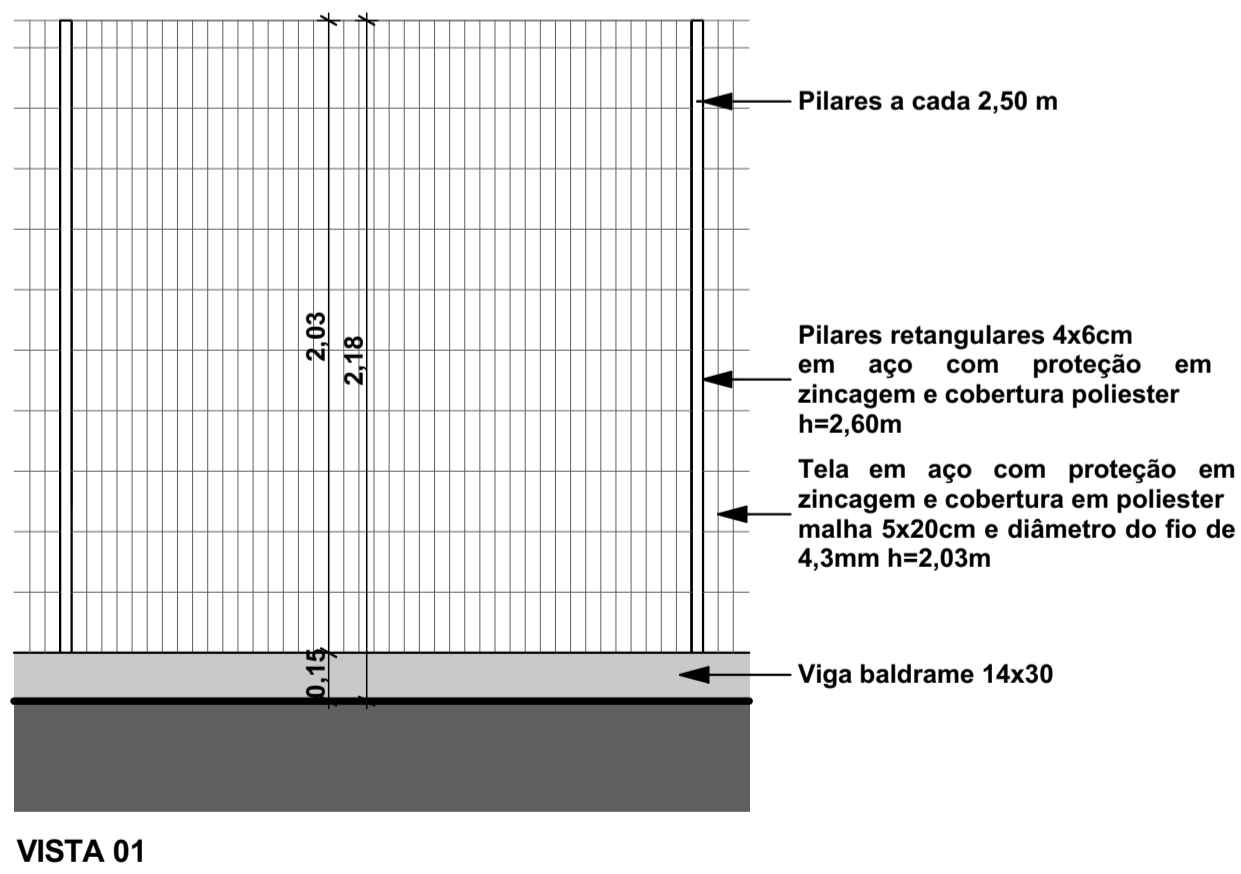 Pilares a cada 2,50 m
2,03
2,18
Pilares retangulares 4x6cm
em aço com proteção em
zincagem e cobertura poliester
h=2,60m
Tela em aço com proteção em
zincagem e cobertura em poliester
malha 5x20cm e diâmetro do fio de
4,3mm h=2,03m
0,15
Viga baldrame 14x30
VISTA 01